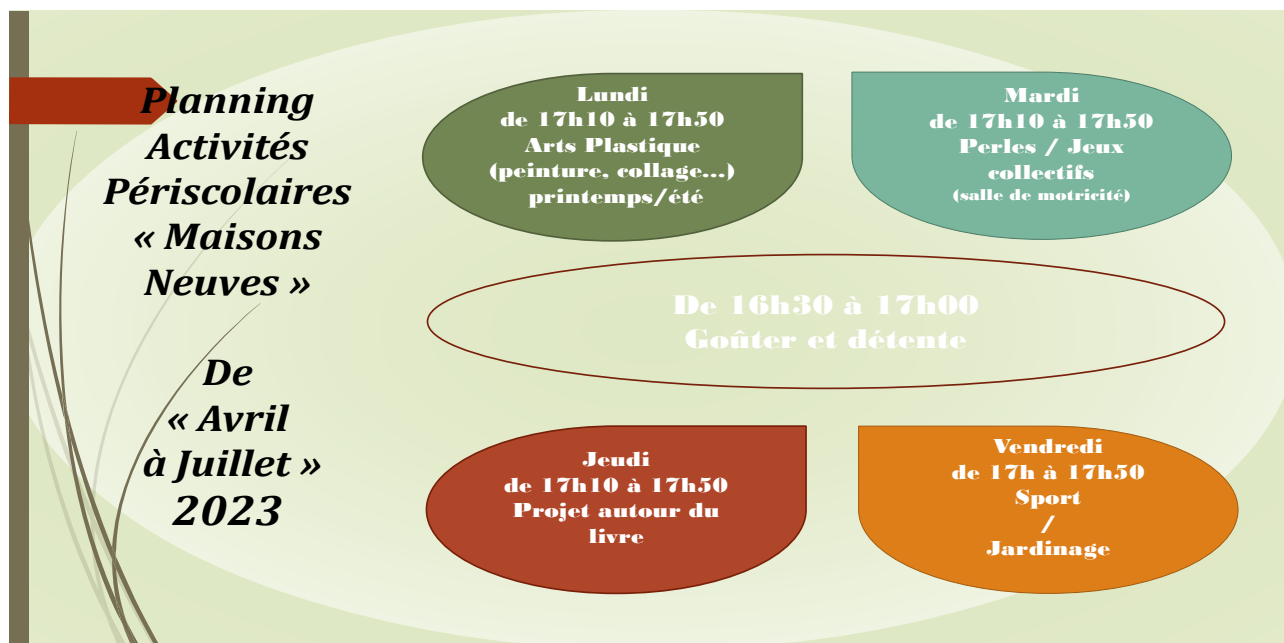 Planning
Activités
Périscolaires
« Maisons
Neuves »
De
« Avril
à Juillet »
2023
Lundi
de 17h10 à 17h50
Arts Plastique
(peinture, collage...)
printemps/été
Mardi
de 17h10 à 17h50
Perles / Jeux
collectifs
(salle de motricité)
De 16h30 à 17h00
Goûter et détente
Jeudi
de 17h10 à 17h50
Projet autour du
livre
Vendredi
de 17h à 17h50
Sport
/
Jardinage